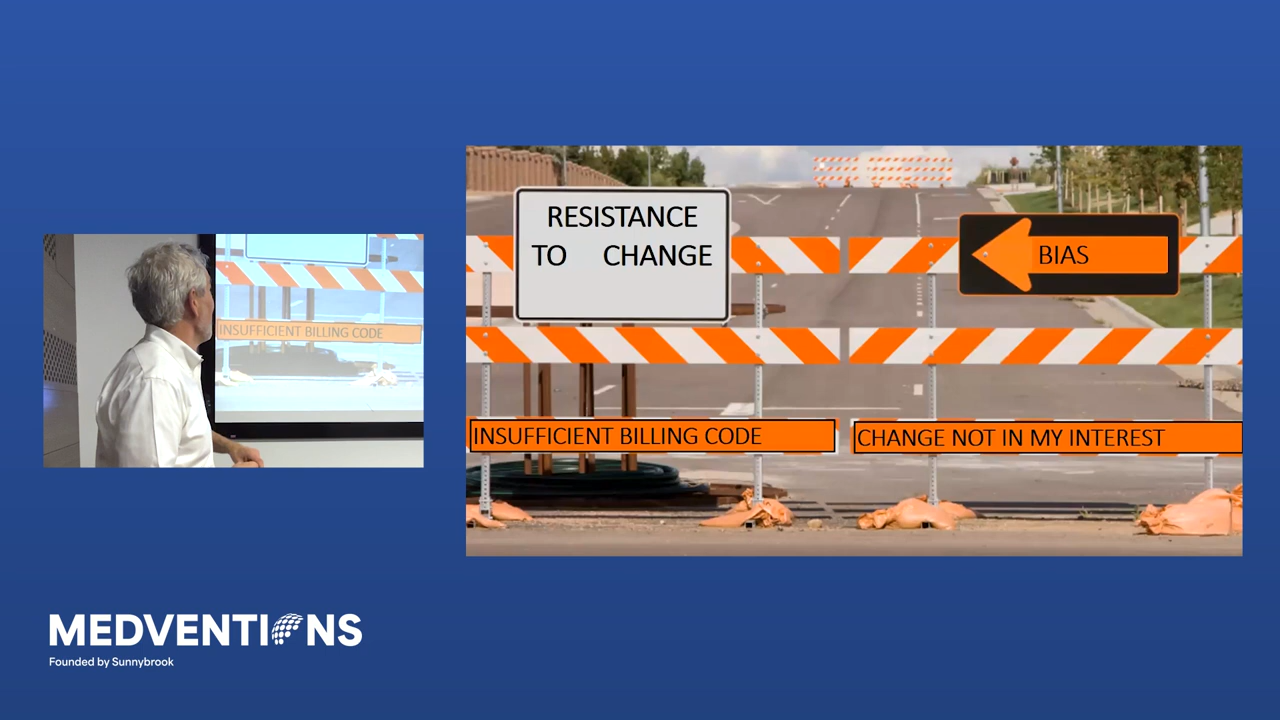 INSUFFICIENT BILLING CODE
RESISTANCE
TO CHANGE
BIAS
INSUFFICIENT BILLING CODE
CHANGE NOT IN MY INTEREST
MEDVENTIONS
Founded by Sunnybrook